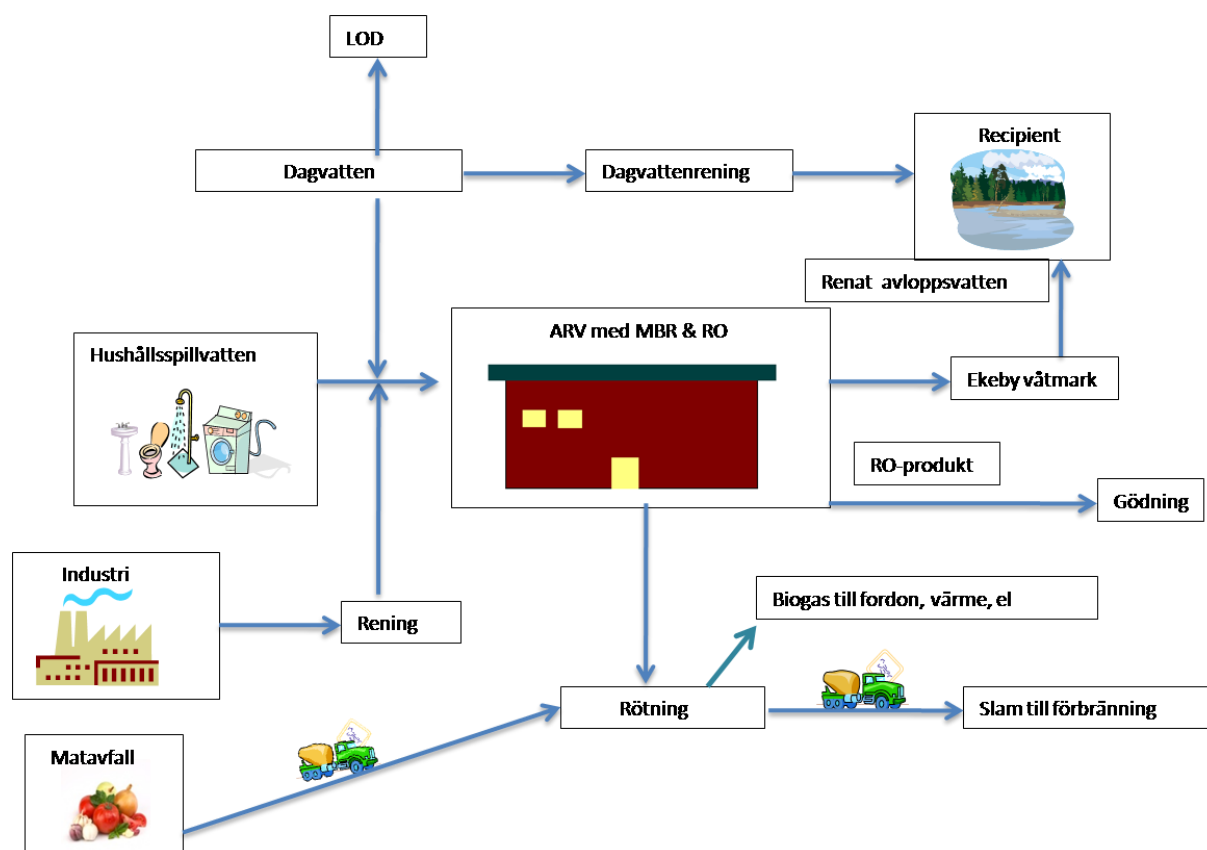 LOD
Dagvatten
Dagvattenrening
Recipient
Renat avloppsvatten
Hushållsspillvatten
ARV med MBR & RO
Ekeby våtmark
RO-produkt
Gödning
Industri
Rening
Biogas till fordon, värme, el
Rötning
Slam till förbränning
Matavfall